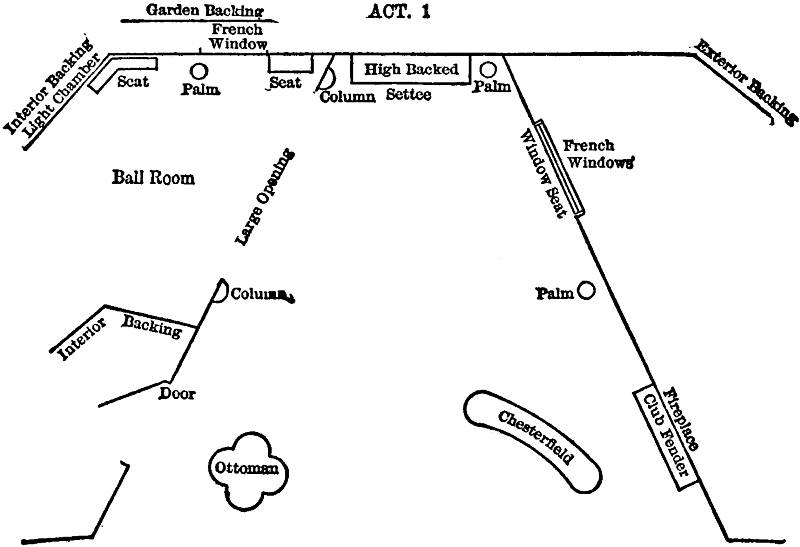 Garden Backing
ACT. 1
French
Window
Interior Backing
Light Chamber
Seat
Palm
Seat
Column
High Backed
Settee
Palm
Exterior Backing
French
Windows
Window Seat
Ball Room
Large Opening
Column
Palm
Interior
Backing
Door
Fireplace
Club Fender
Chesterfield
Ottoman